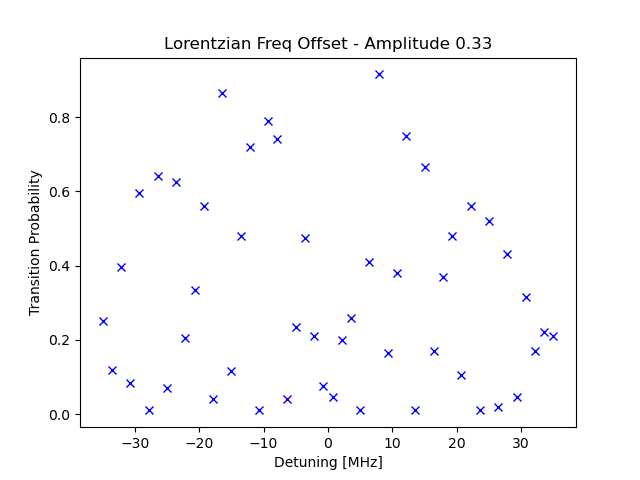 Lorentzian Freq Offset - Amplitude 0.33
Transition Probability
0.8
0.6
0.4
0.2
0.0
−30 −20 −10 0 10 20 30
Detuning [MHz]